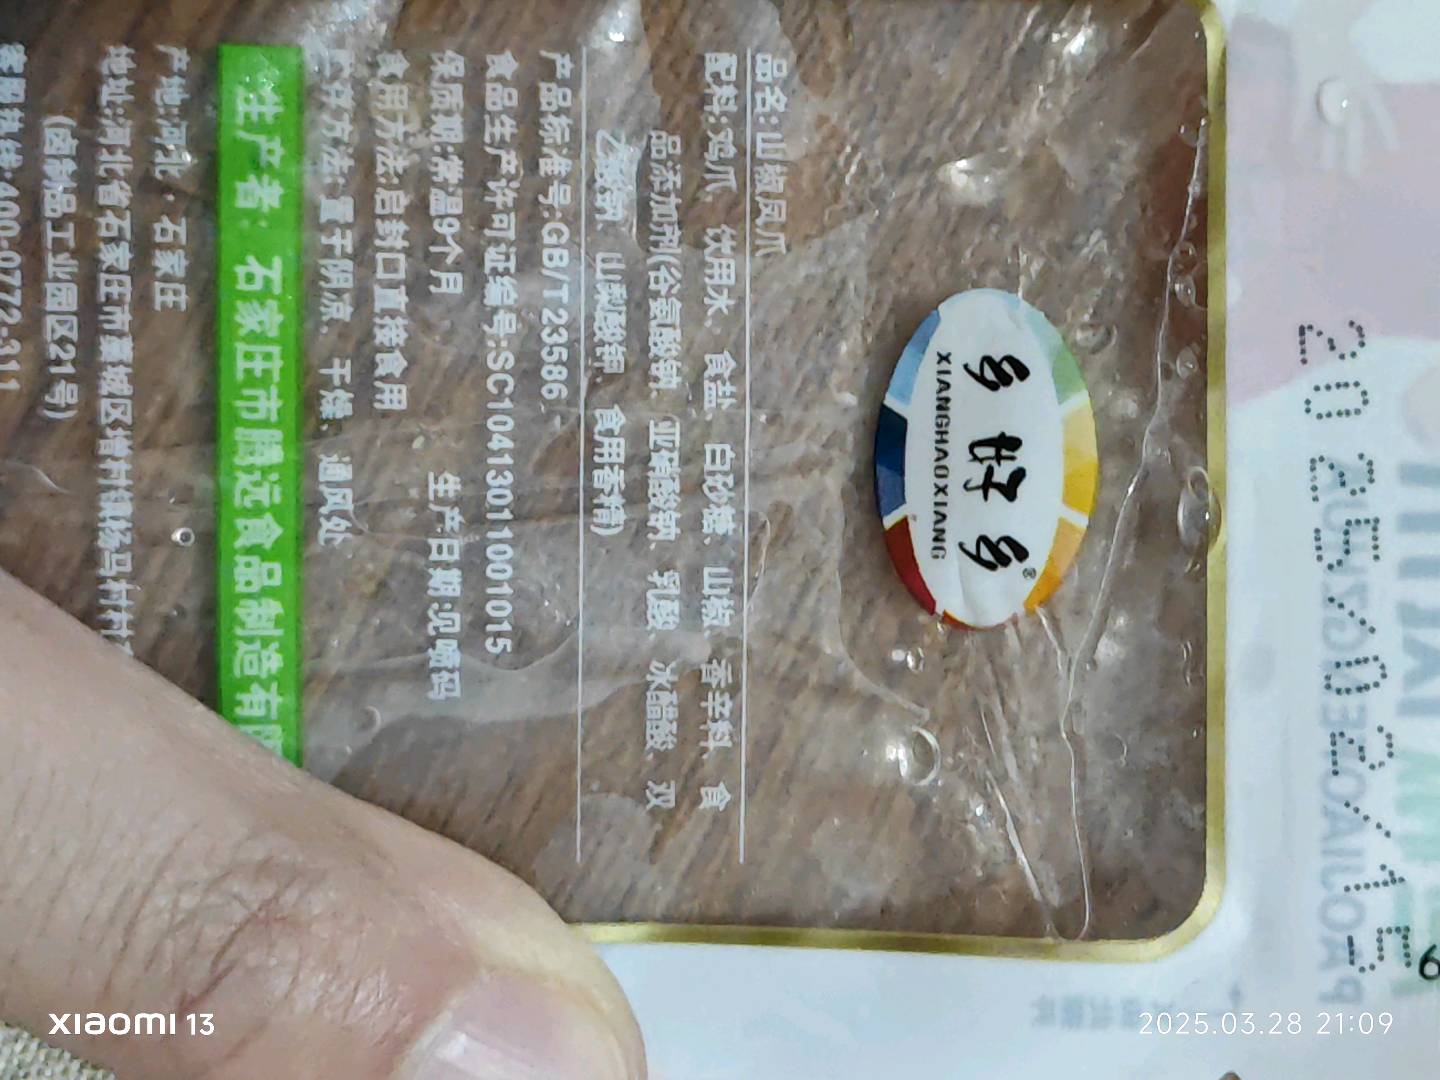 2025/02/15
乡好乡®
XIANGHAOXIANG
品名:山椒凤爪
配料:鸡爪、饮用水、食盐、白砂糖、山椒、香辛料、食
品添加剂(谷氨酸钠、亚硝酸钠、乳酸、冰醋酸、双
乙酸钠、山梨酸钾、食用香精)
产品标准号:GB/T23586
食品生产许可证编号:SC10413011001015
保质期:常温9个月 生产日期:见喷码
食用方法:启封口直接食用
方法:置于阴凉、干燥、通风处
生产者:石家庄市腾远食品制造有
产地:河北·石家庄
地址:河北省石家庄市藁城区
(卤制品工业园区21号)
400-0772-311
xiaomi 13
2025.03.28 21:09